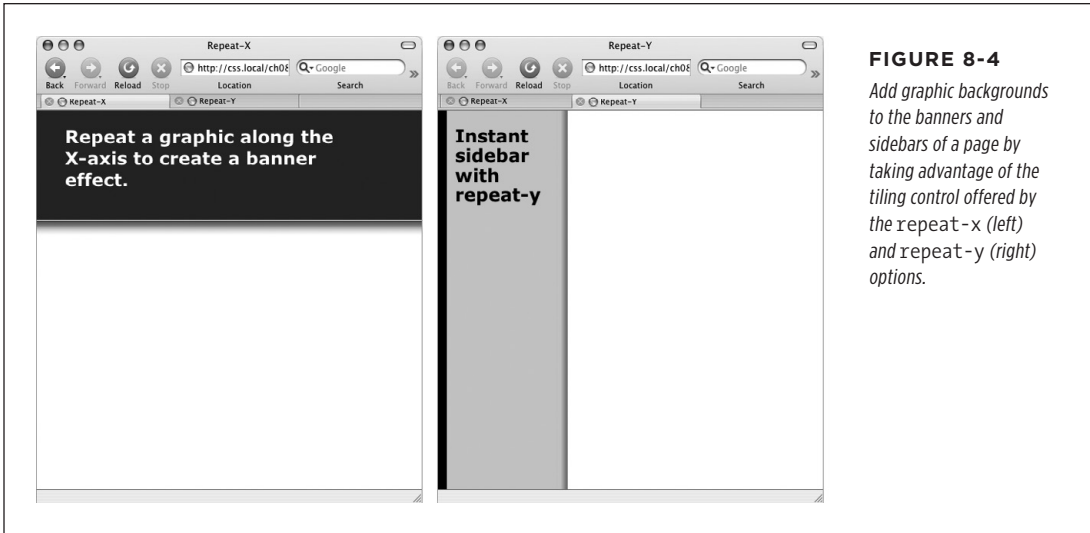 Repeat-X
Back Forward Reload Stop http://css.local/ch08 Location Google Search »
Repeat-X Repeat-Y
Repeat a graphic along the
X-axis to create a banner
effect.
Repeat-Y
Back Forward Reload Stop http://css.local/ch08 Location Google Search »
Repeat-X Repeat-Y
Instant
sidebar
with
repeat-y
FIGURE 8-4
Add graphic backgrounds
to the banners and
sidebars of a page by
taking advantage of the
tiling control offered by
the repeat-x (left)
and repeat-y (right)
options.